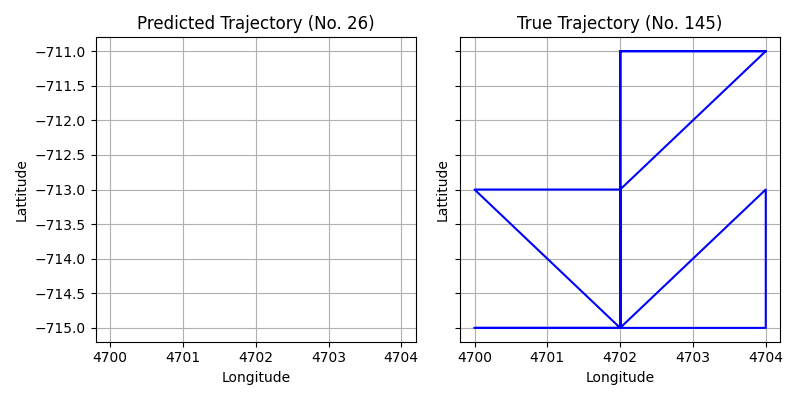 Predicted Trajectory (No. 26)
True Trajectory (No. 145)
−711.0
−711.5
−712.0
−712.5
−713.0
−713.5
−714.0
−714.5
−715.0
Lattitude
Lattitude
4700 4701 4702 4703 4704
4700 4701 4702 4703 4704
Longitude
Longitude